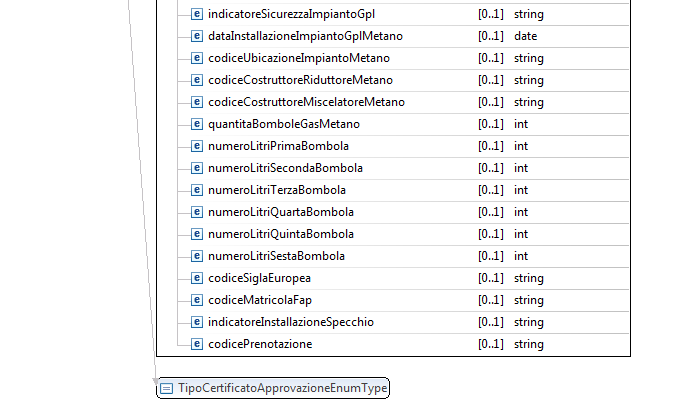 e indicatoreSicurezzaImpiantoGpl [0..1] string
e dataInstallazioneImpiantoGplMetano [0..1] date
e codiceUbicazioneImpiantoMetano [0..1] string
e codiceCostruttoreRiduttoreMetano [0..1] string
e codiceCostruttoreMiscelatoreMetano [0..1] string
e quantitaBomboleGasMetano [0..1] int
e numeroLitriPrimaBombola [0..1] int
e numeroLitriSecondaBombola [0..1] int
e numeroLitriTerzaBombola [0..1] int
e numeroLitriQuartaBombola [0..1] int
e numeroLitriQuintaBombola [0..1] int
e numeroLitriSestaBombola [0..1] int
e codiceSiglaEuropea [0..1] string
e codiceMatricolaFap [0..1] string
e indicatoreInstallazioneSpecchio [0..1] string
e codicePrenotazione [0..1] string
TipoCertificatoApprovazioneEnumType